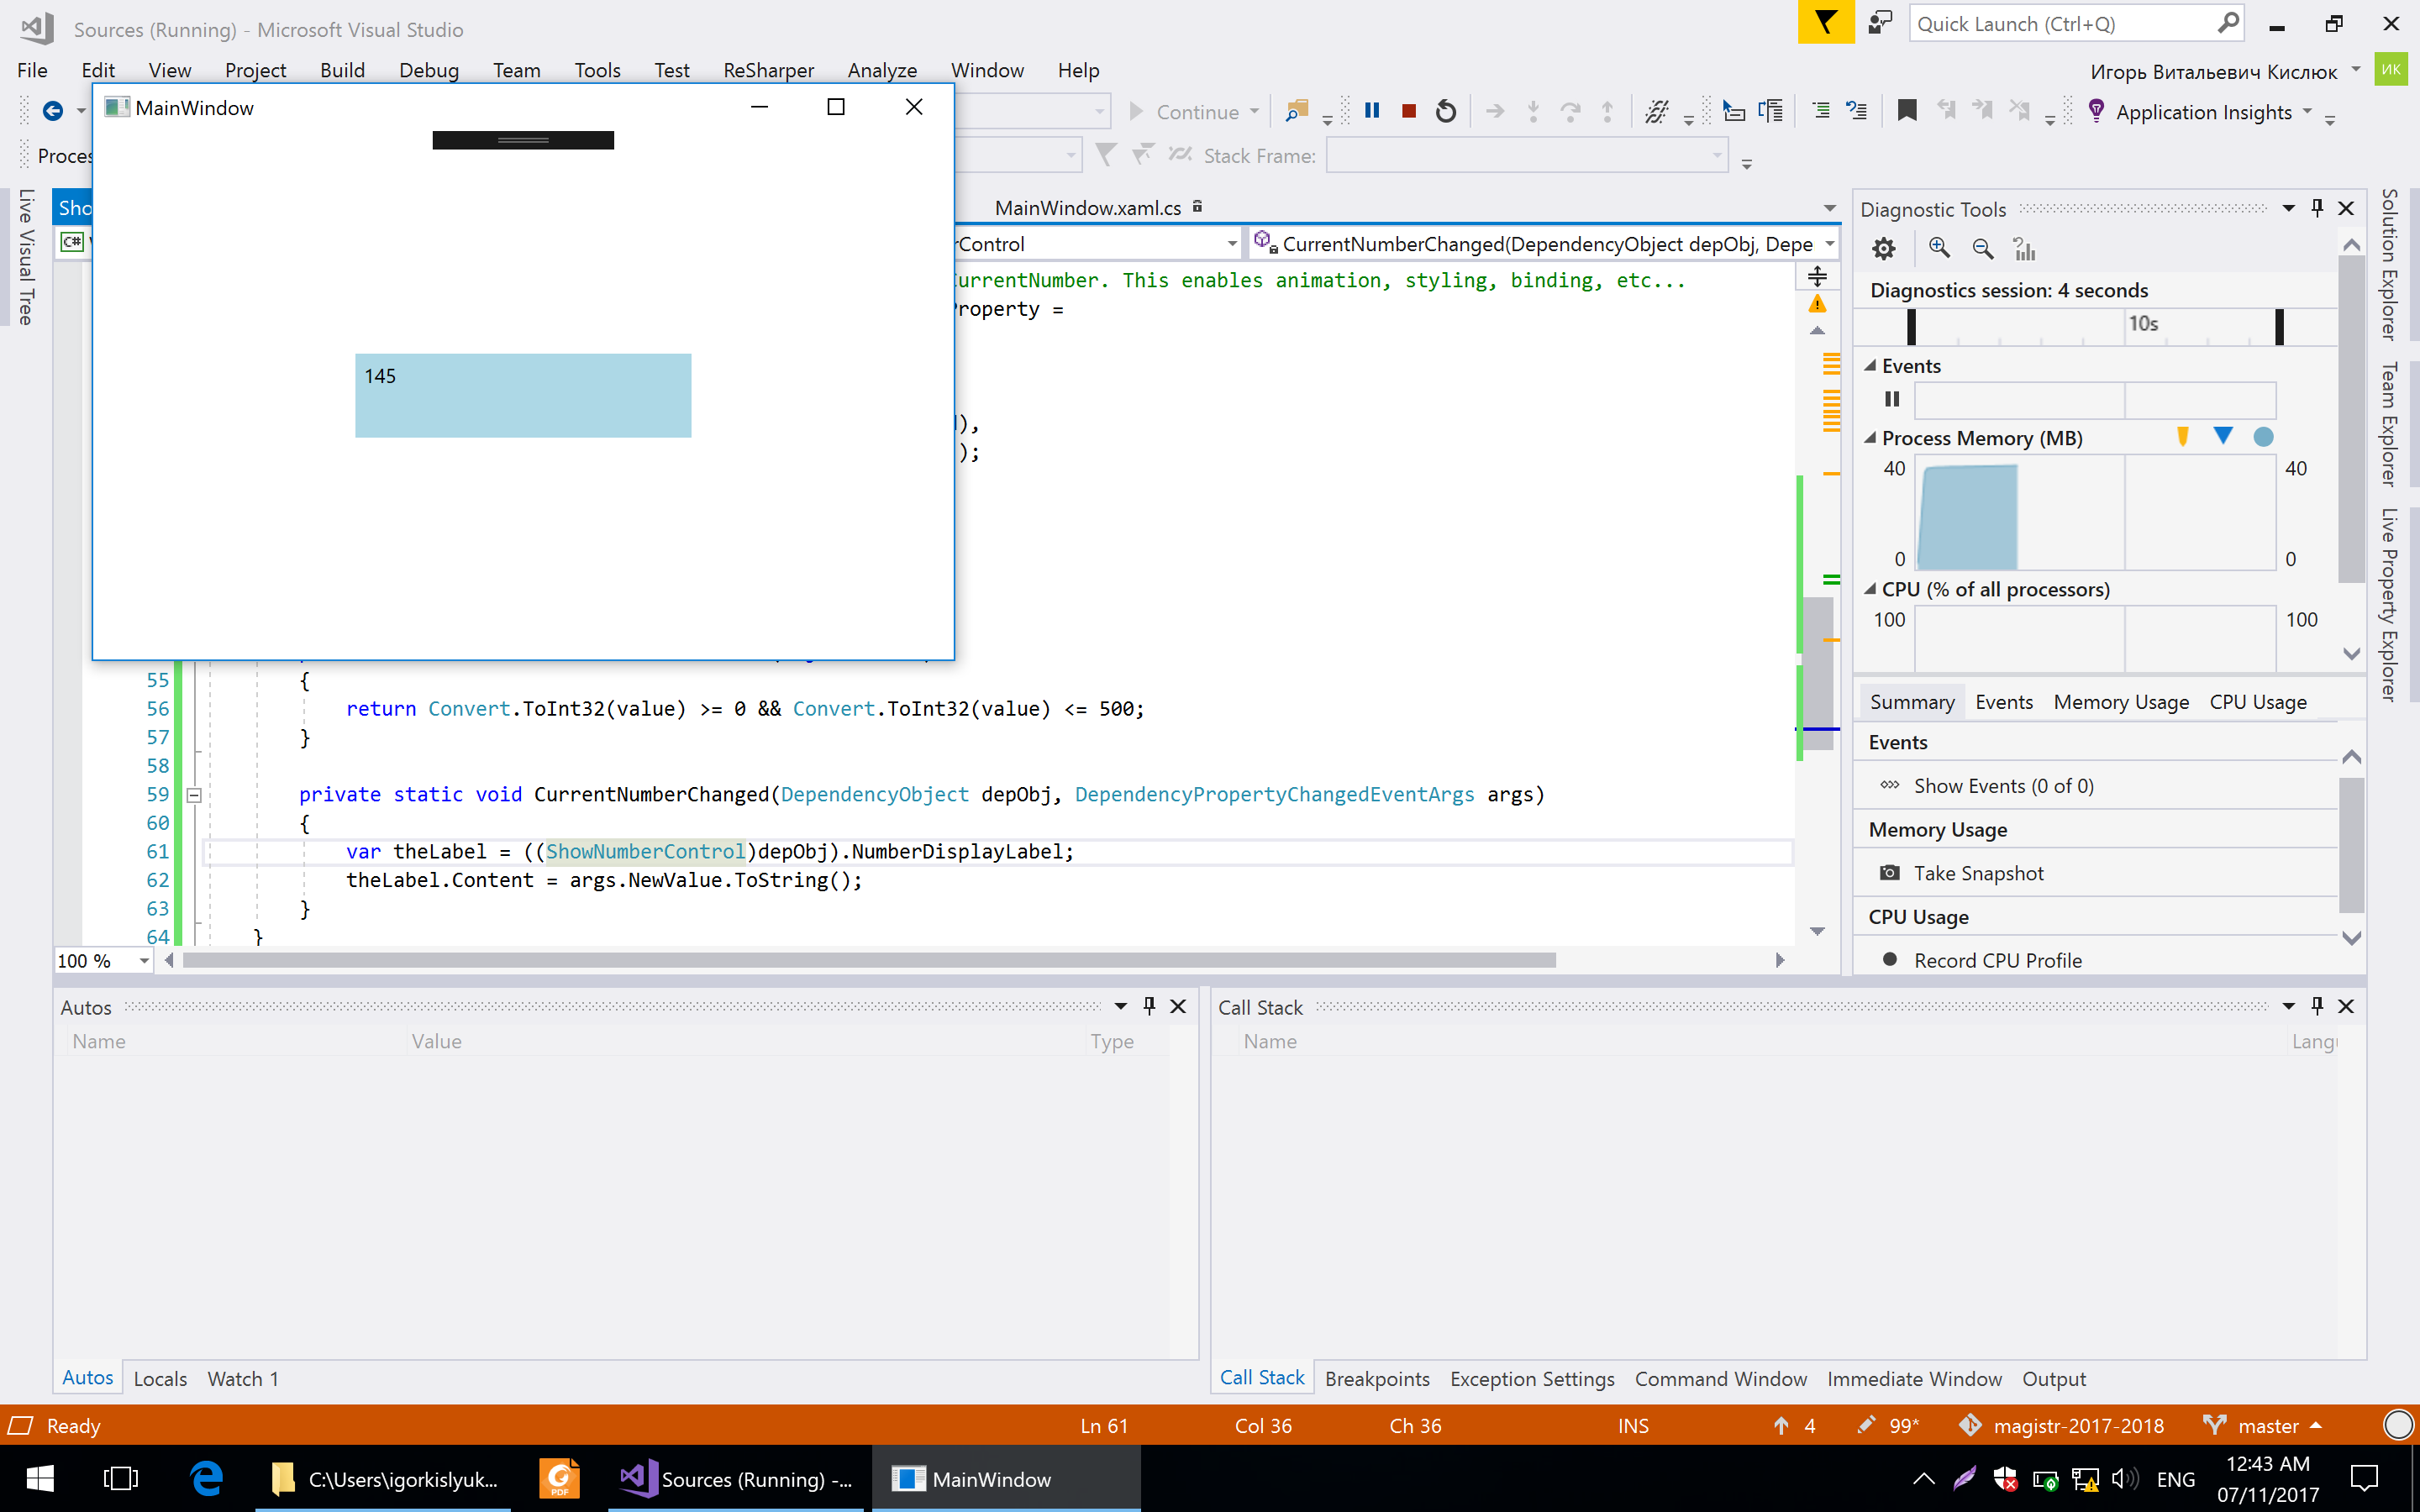 Sources (Running) - Microsoft Visual Studio
Quick Launch (Ctrl+Q)
File Edit View Project Build Debug Team Tools Test ReSharper Analyze Window Help
Игорь Витальевич Кислюк
ИК
MainWindow
Continue
Application Insights
Proces
Stack Frame:
Live Visual Tree
Sho
MainWindow.xaml.cs
C#
rControl
CurrentNumberChanged(DependencyObject depObj, Depe
CurrentNumber. This enables animation, styling, binding, etc...
Property =
),
);
145
55 {
56 return Convert.ToInt32(value) >= 0 && Convert.ToInt32(value) <= 500;
57 }
58
59 private static void CurrentNumberChanged(DependencyObject depObj, DependencyPropertyChangedEventArgs args)
60 {
61 var theLabel = ((ShowNumberControl)depObj).NumberDisplayLabel;
62 theLabel.Content = args.NewValue.ToString();
63 }
64 }
100 %
Diagnostic Tools
Diagnostics session: 4 seconds
10s
Events
Process Memory (MB)
40 40
0 0
CPU (% of all processors)
100 100
Summary Events Memory Usage CPU Usage
Events
Show Events (0 of 0)
Memory Usage
Take Snapshot
CPU Usage
Record CPU Profile
Solution Explorer
Team Explorer
Live Property Explorer
Autos
Name Value Type
Autos Locals Watch 1
Call Stack
Name Langu
Call Stack Breakpoints Exception Settings Command Window Immediate Window Output
Ready Ln 61 Col 36 Ch 36 INS 4 99* magistr-2017-2018 master
C:\Users\igorkislyuk...
PDF
Sources (Running) -...
MainWindow
ENG
12:43 AM
07/11/2017